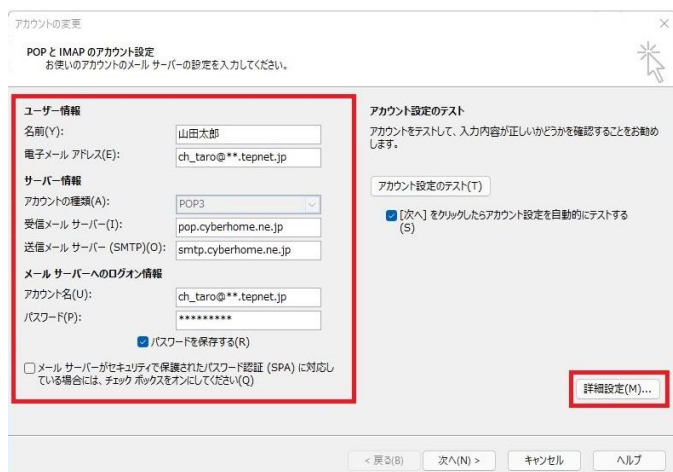 アカウントの変更
POP と IMAP のアカウント設定
お使いのアカウントのメール サーバーの設定を入力してください。
ユーザー情報
名前(Y):
山田太郎
電子メール アドレス(E):
ch_taro@**.tepnet.jp
サーバー情報
アカウントの種類(A):
POP3
受信メール サーバー(I):
pop.cyberhome.ne.jp
送信メール サーバー (SMTP)(O):
smtp.cyberhome.ne.jp
メール サーバーへのログオン情報
アカウント名(U):
ch_taro@**.tepnet.jp
パスワード(P):
*********
パスワードを保存する(R)
メール サーバーがセキュリティで保護されたパスワード認証 (SPA) に対応し
ている場合には、チェック ボックスをオンにしてください(Q)
アカウント設定のテスト
アカウントをテストして、入力内容が正しいかどうかを確認することをお勧め
します。
アカウント設定のテスト(T)
[次へ] をクリックしたらアカウント設定を自動的にテストする
(S)
詳細設定(M)...
< 戻る(B)
次へ(N) >
キャンセル
ヘルプ